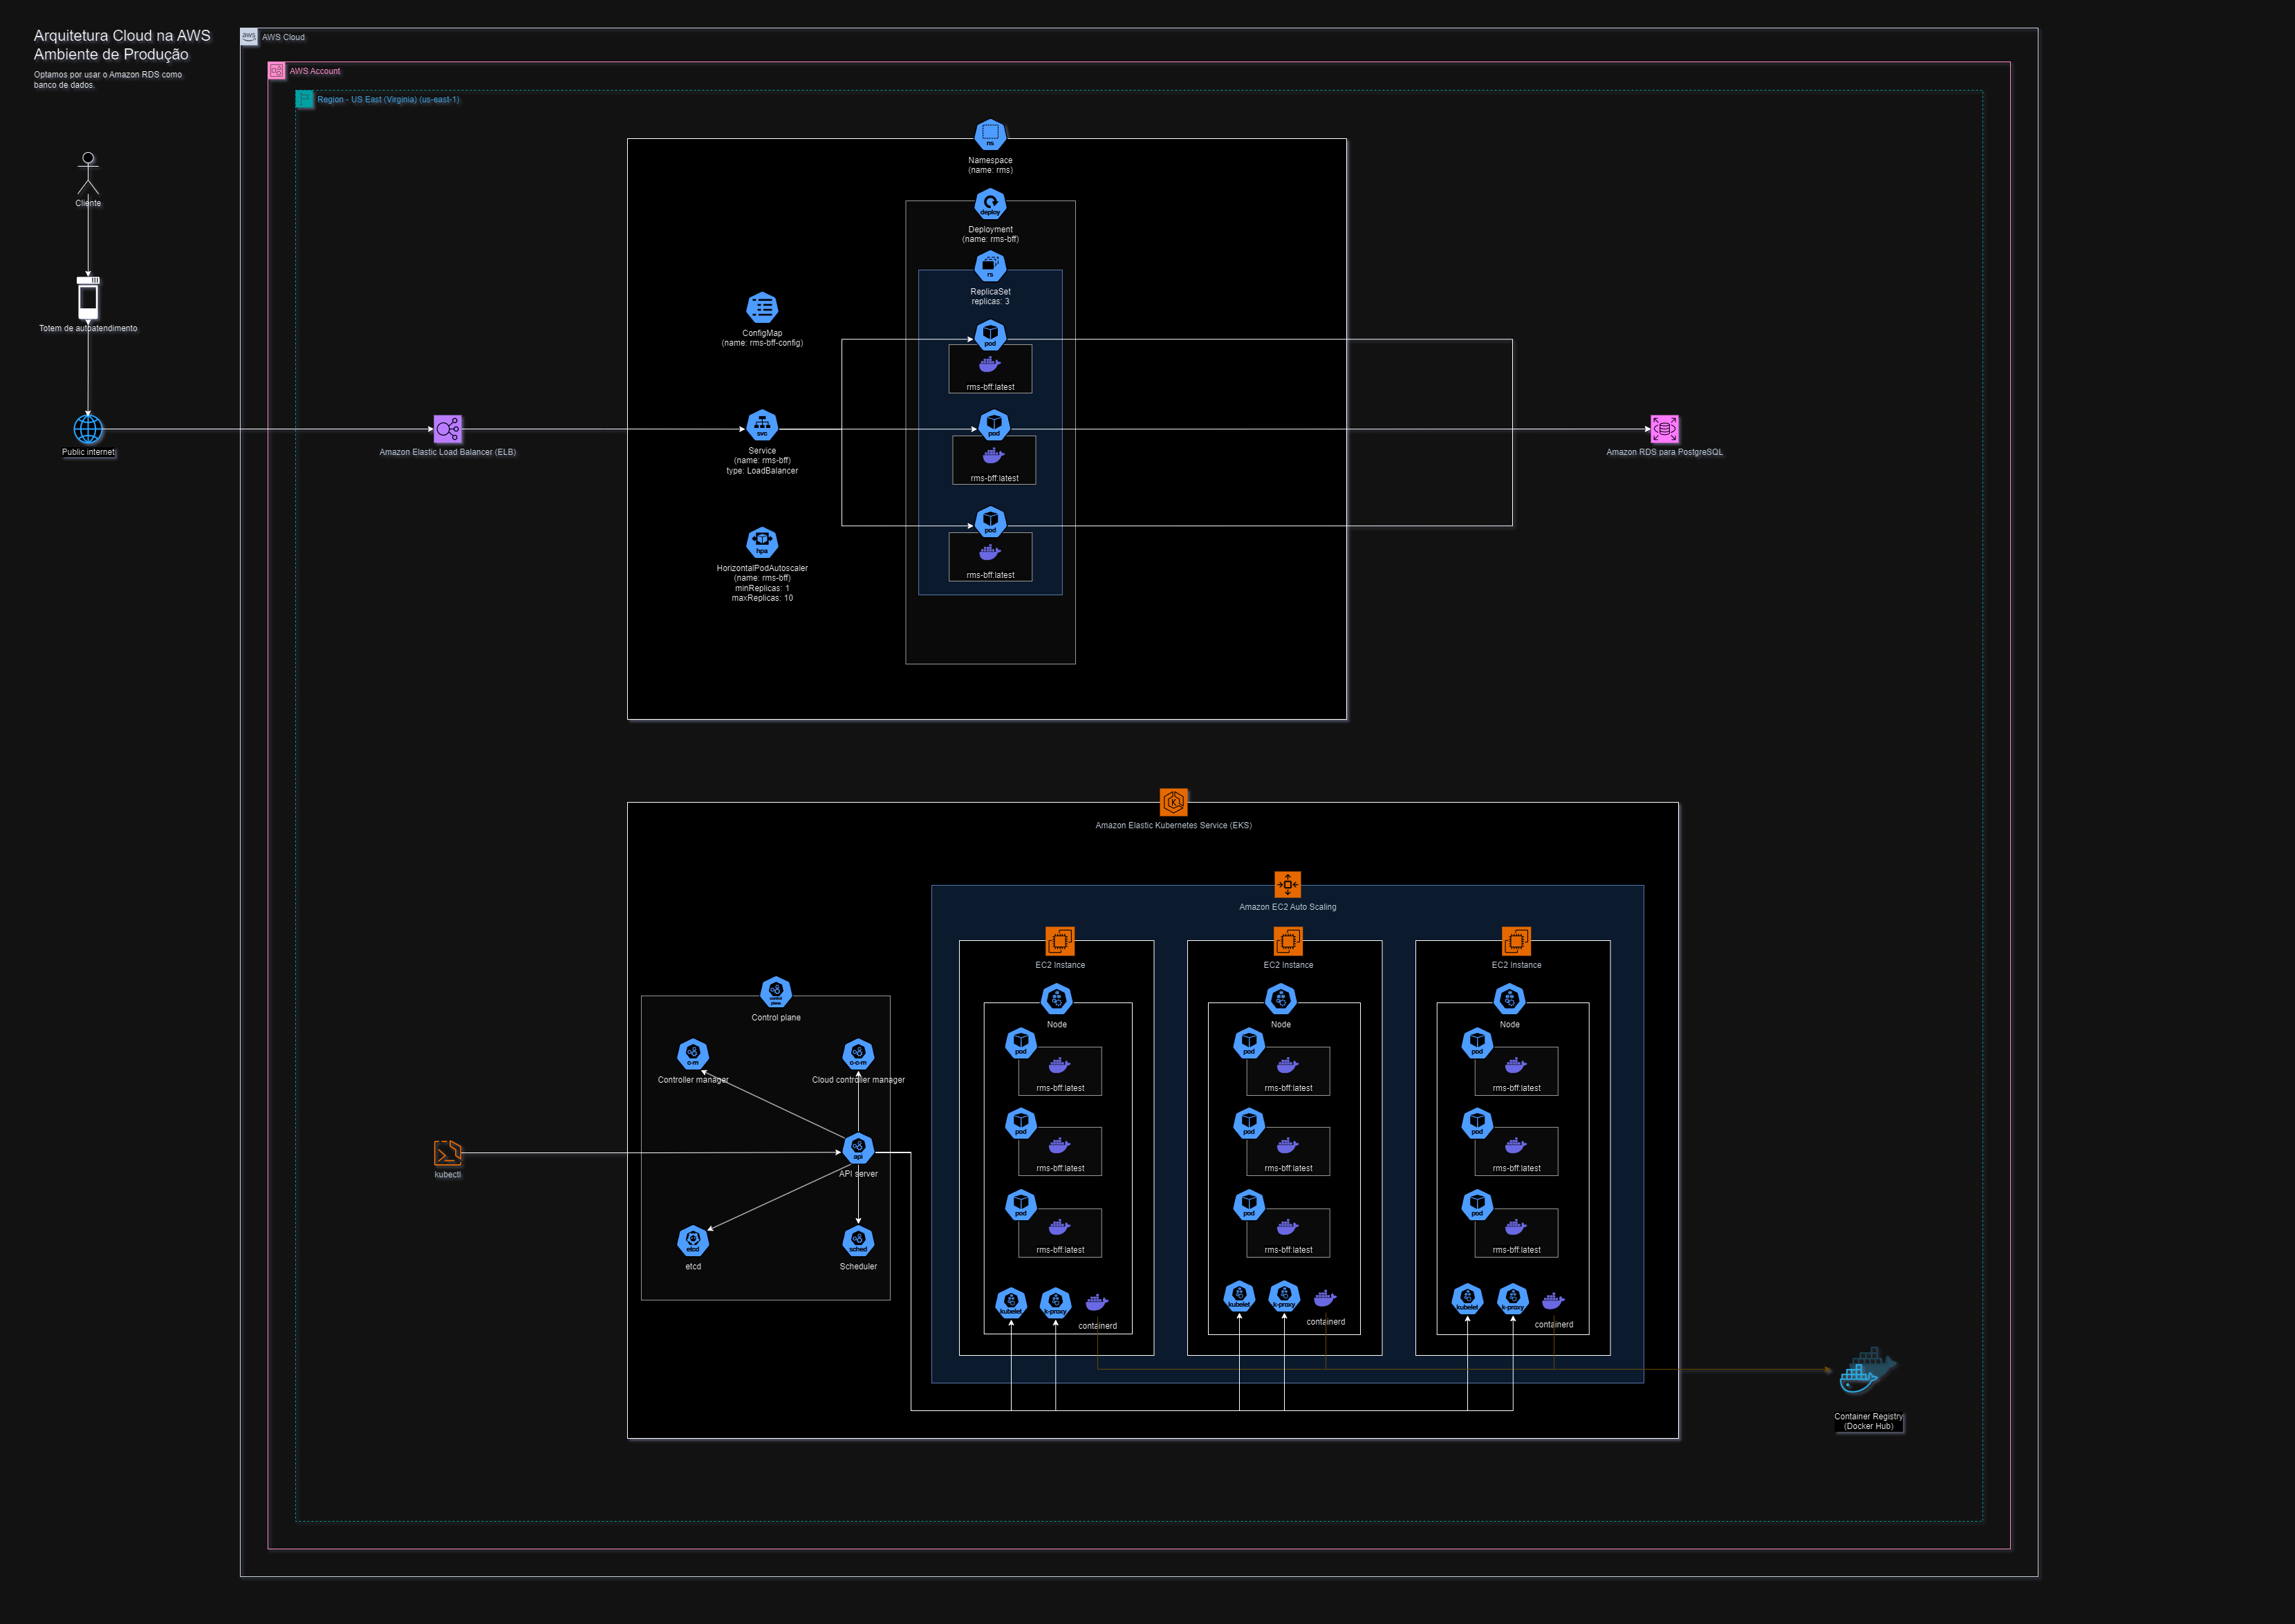 Arquitetura Cloud na AWS
Ambiente de Produção
Optamos por usar o Amazon RDS como
banco de dados.
aws
AWS Cloud
AWS Account
Region - US East (Virginia) (us-east-1)
Cliente
Totem de autoatendimento
Public internet
Amazon Elastic Load Balancer (ELB)
ns
Namespace
(name: rms)
deploy
Deployment
(name: rms-bff)
rs
ReplicaSet
replicas: 3
ConfigMap
(name: rms-bff-config)
svc
Service
(name: rms-bff)
type: LoadBalancer
hpa
HorizontalPodAutoscaler
(name: rms-bff)
minReplicas: 1
maxReplicas: 10
pod
rms-bff:latest
pod
rms-bff:latest
pod
rms-bff:latest
Amazon RDS para PostgreSQL
Amazon Elastic Kubernetes Service (EKS)
Amazon EC2 Auto Scaling
kubectl
control
plane
Control plane
c-m
Controller manager
c-c-m
Cloud controller manager
api
API server
etcd
etcd
sched
Scheduler
EC2 Instance
Node
pod
rms-bff:latest
pod
rms-bff:latest
pod
rms-bff:latest
kubelet
k-proxy
containerd
EC2 Instance
Node
pod
rms-bff:latest
pod
rms-bff:latest
pod
rms-bff:latest
kubelet
k-proxy
containerd
EC2 Instance
Node
pod
rms-bff:latest
pod
rms-bff:latest
pod
rms-bff:latest
kubelet
k-proxy
containerd
Container Registry
(Docker Hub)